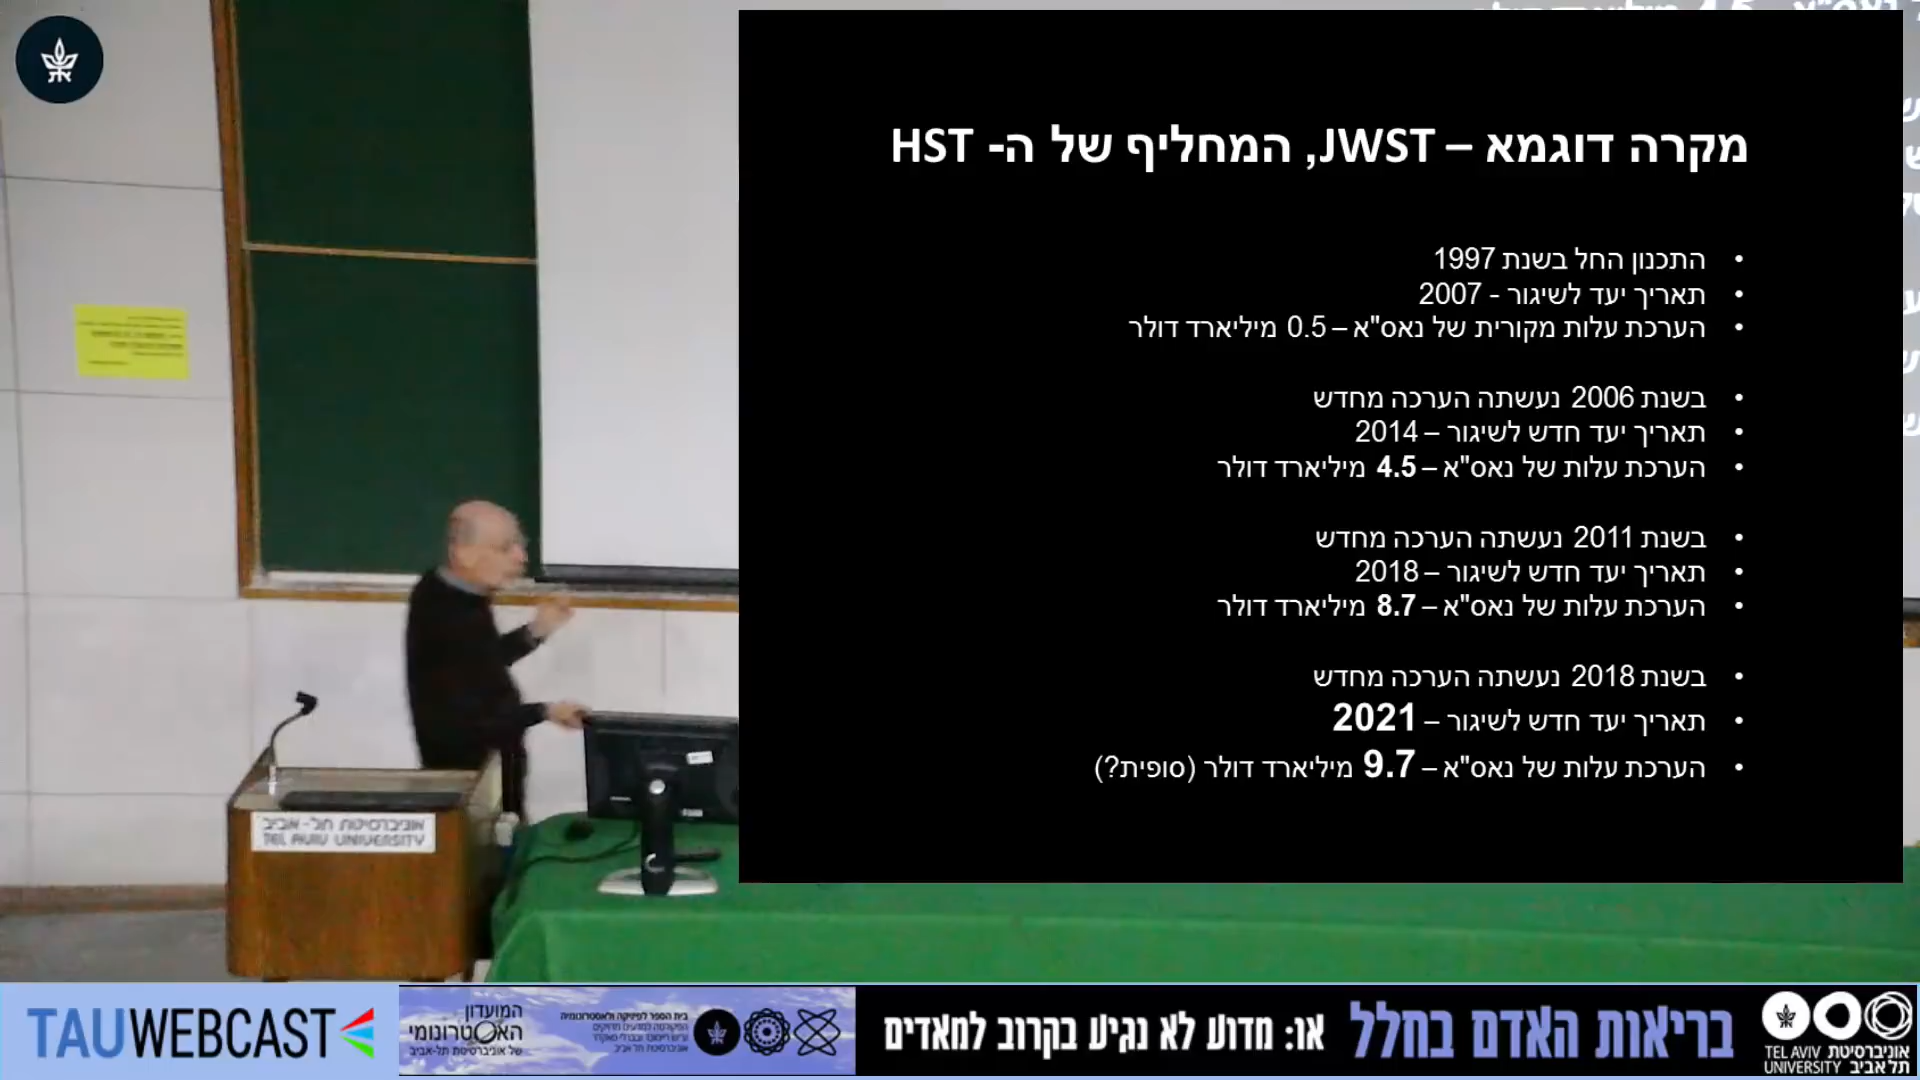 מקרה דוגמא – JWST, המחליף של ה- HST
• התכנון החל בשנת 1997
• תאריך יעד לשיגור - 2007
• הערכת עלות מקורית של נאס"א – 0.5 מיליארד דולר
• בשנת 2006 נעשתה הערכה מחדש
• תאריך יעד חדש לשיגור – 2014
• הערכת עלות של נאס"א – 4.5 מיליארד דולר
• בשנת 2011 נעשתה הערכה מחדש
• תאריך יעד חדש לשיגור – 2018
• הערכת עלות של נאס"א – 8.7 מיליארד דולר
• בשנת 2018 נעשתה הערכה מחדש
• תאריך יעד חדש לשיגור – 2021
• הערכת עלות של נאס"א – 9.7 מיליארד דולר (סופית?)
אוניברסיטת תל-אביב
TEL AVIV UNIVERSITY
בריאות האדם בחלל או: מדוע לא נגיע בקרוב למאדים
אוניברסיטת תל אביב
TEL AVIV UNIVERSITY
בית הספר לפיזיקה ולאסטרונומיה
המועדון
האסטרונומי
של אוניברסיטת תל-אביב
TAUWEBCAST